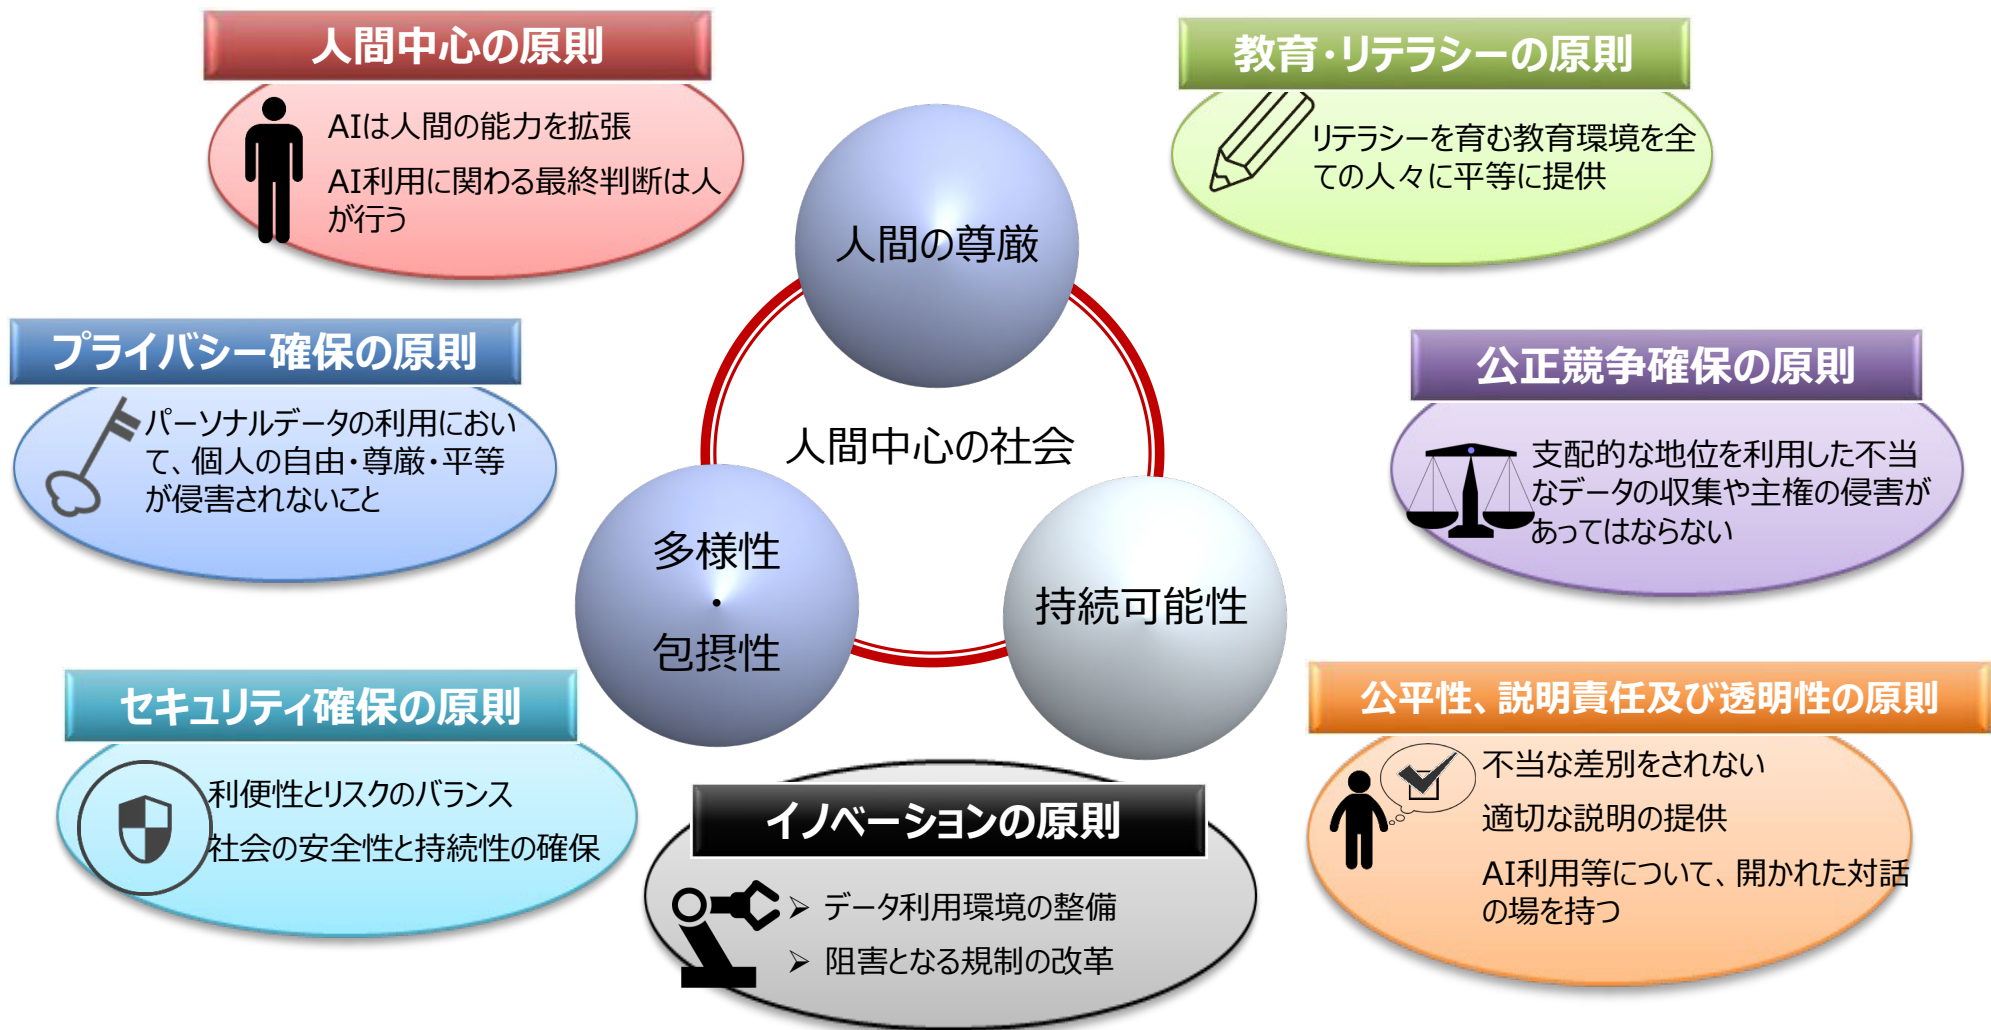 人間中心の原則
AIは人間の能力を拡張
AI利用に関わる最終判断は人
が行う
教育・リテラシーの原則
リテラシーを育む教育環境を全
ての人々に平等に提供
人間の尊厳
人間中心の社会
多様性
・
包摂性
持続可能性
プライバシー確保の原則
パーソナルデータの利用におい
て、個人の自由・尊厳・平等
が侵害されないこと
公正競争確保の原則
支配的な地位を利用した不当
なデータの収集や主権の侵害が
あってはならない
セキュリティ確保の原則
利便性とリスクのバランス
社会の安全性と持続性の確保
イノベーションの原則
➢ データ利用環境の整備
➢ 阻害となる規制の改革
公平性、説明責任及び透明性の原則
不当な差別をされない
適切な説明の提供
AI利用等について、開かれた対話
の場を持つ